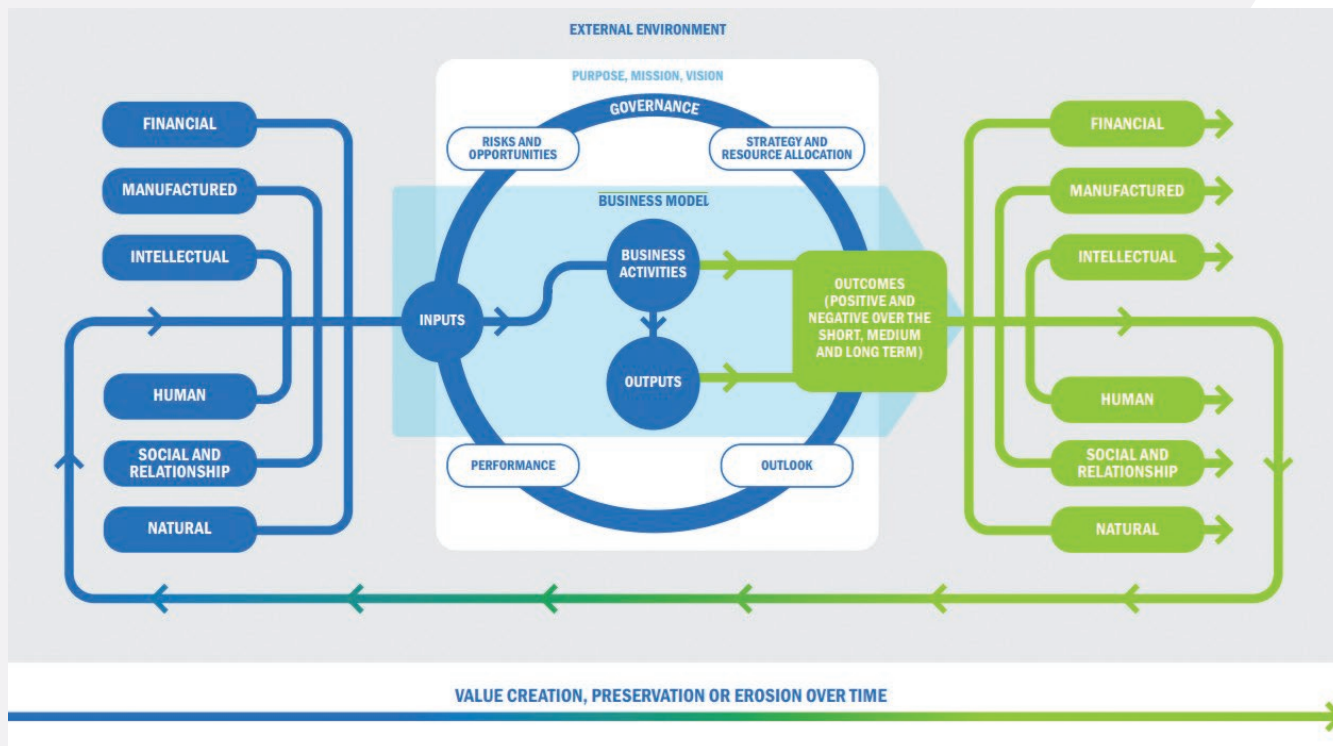 EXTERNAL ENVIRONMENT
PURPOSE, MISSION, VISION
GOVERNANCE
FINANCIAL
MANUFACTURED
INTELLECTUAL
HUMAN
SOCIAL AND
RELATIONSHIP
NATURAL
RISKS AND
OPPORTUNITIES
STRATEGY AND
RESOURCE ALLOCATION
BUSINESS MODEL
INPUTS
BUSINESS
ACTIVITIES
OUTPUTS
OUTCOMES
(POSITIVE AND
NEGATIVE OVER THE
SHORT, MEDIUM
AND LONG TERM)
PERFORMANCE
OUTLOOK
FINANCIAL
MANUFACTURED
INTELLECTUAL
HUMAN
SOCIAL AND
RELATIONSHIP
NATURAL
VALUE CREATION, PRESERVATION OR EROSION OVER TIME